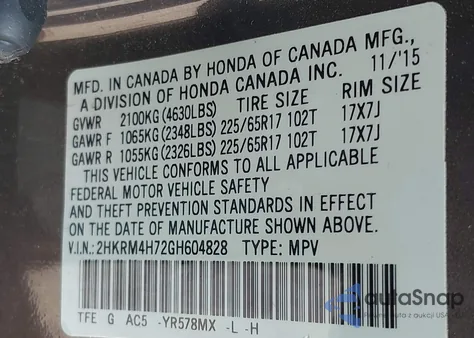 MFD. IN CANADA BY HONDA OF CANADA MFG.,
A DIVISION OF HONDA CANADA INC. 11/'15
GVWR 2100KG(4630LBS) TIRE SIZE RIM SIZE
GAWR F 1065KG(2348LBS)225/65R17 102T 17X7J
GAWR R 1055KG(2326LBS)225/65R17 102T 17X7J
THIS VEHICLE CONFORMS TO ALL APPLICABLE
FEDERAL MOTOR VEHICLE SAFETY
AND THEFT PREVENTION STANDARDS IN EFFECT
ON THE DATE OF MANUFACTURE SHOWN ABOVE.
V.I.N.: 2HKRM4H72GH604828 TYPE: MPV
TFE G AC5 -YR578MX -L -H
autoSnap
Portal o aukcji USA